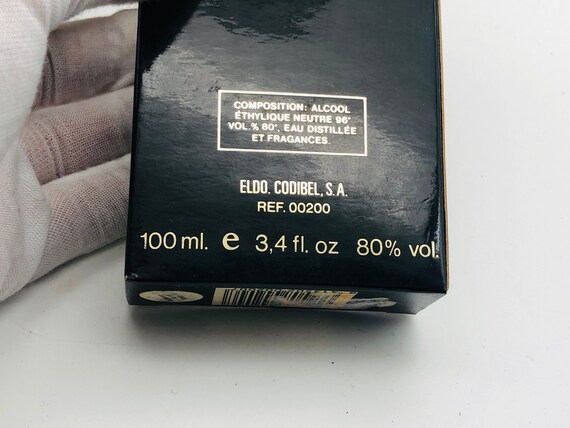 COMPOSITION: ALCOOL
ÉTHYLIQUE NEUTRE 96°
VOL.% 80°, EAU DISTILLÉE
ET FRAGANCES.
ELDO. CODIBEL, S.A.
REF. 00200
100 ml. e 3,4 fl. oz 80% vol.